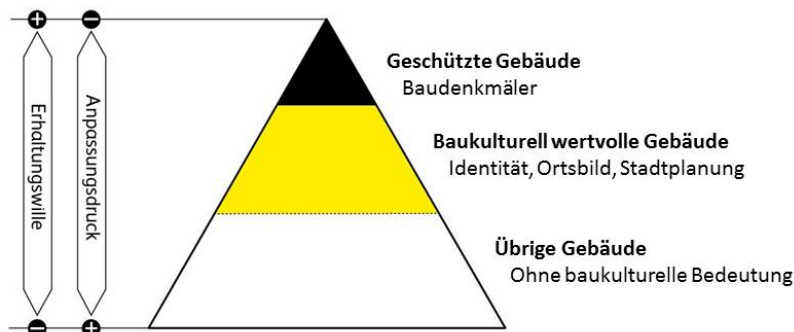 + −
Erhaltungswille
Anpassungsdruck
− +
Geschützte Gebäude
Baudenkmäler
Baukulturell wertvolle Gebäude
Identität, Ortsbild, Stadtplanung
Übrige Gebäude
Ohne baukulturelle Bedeutung